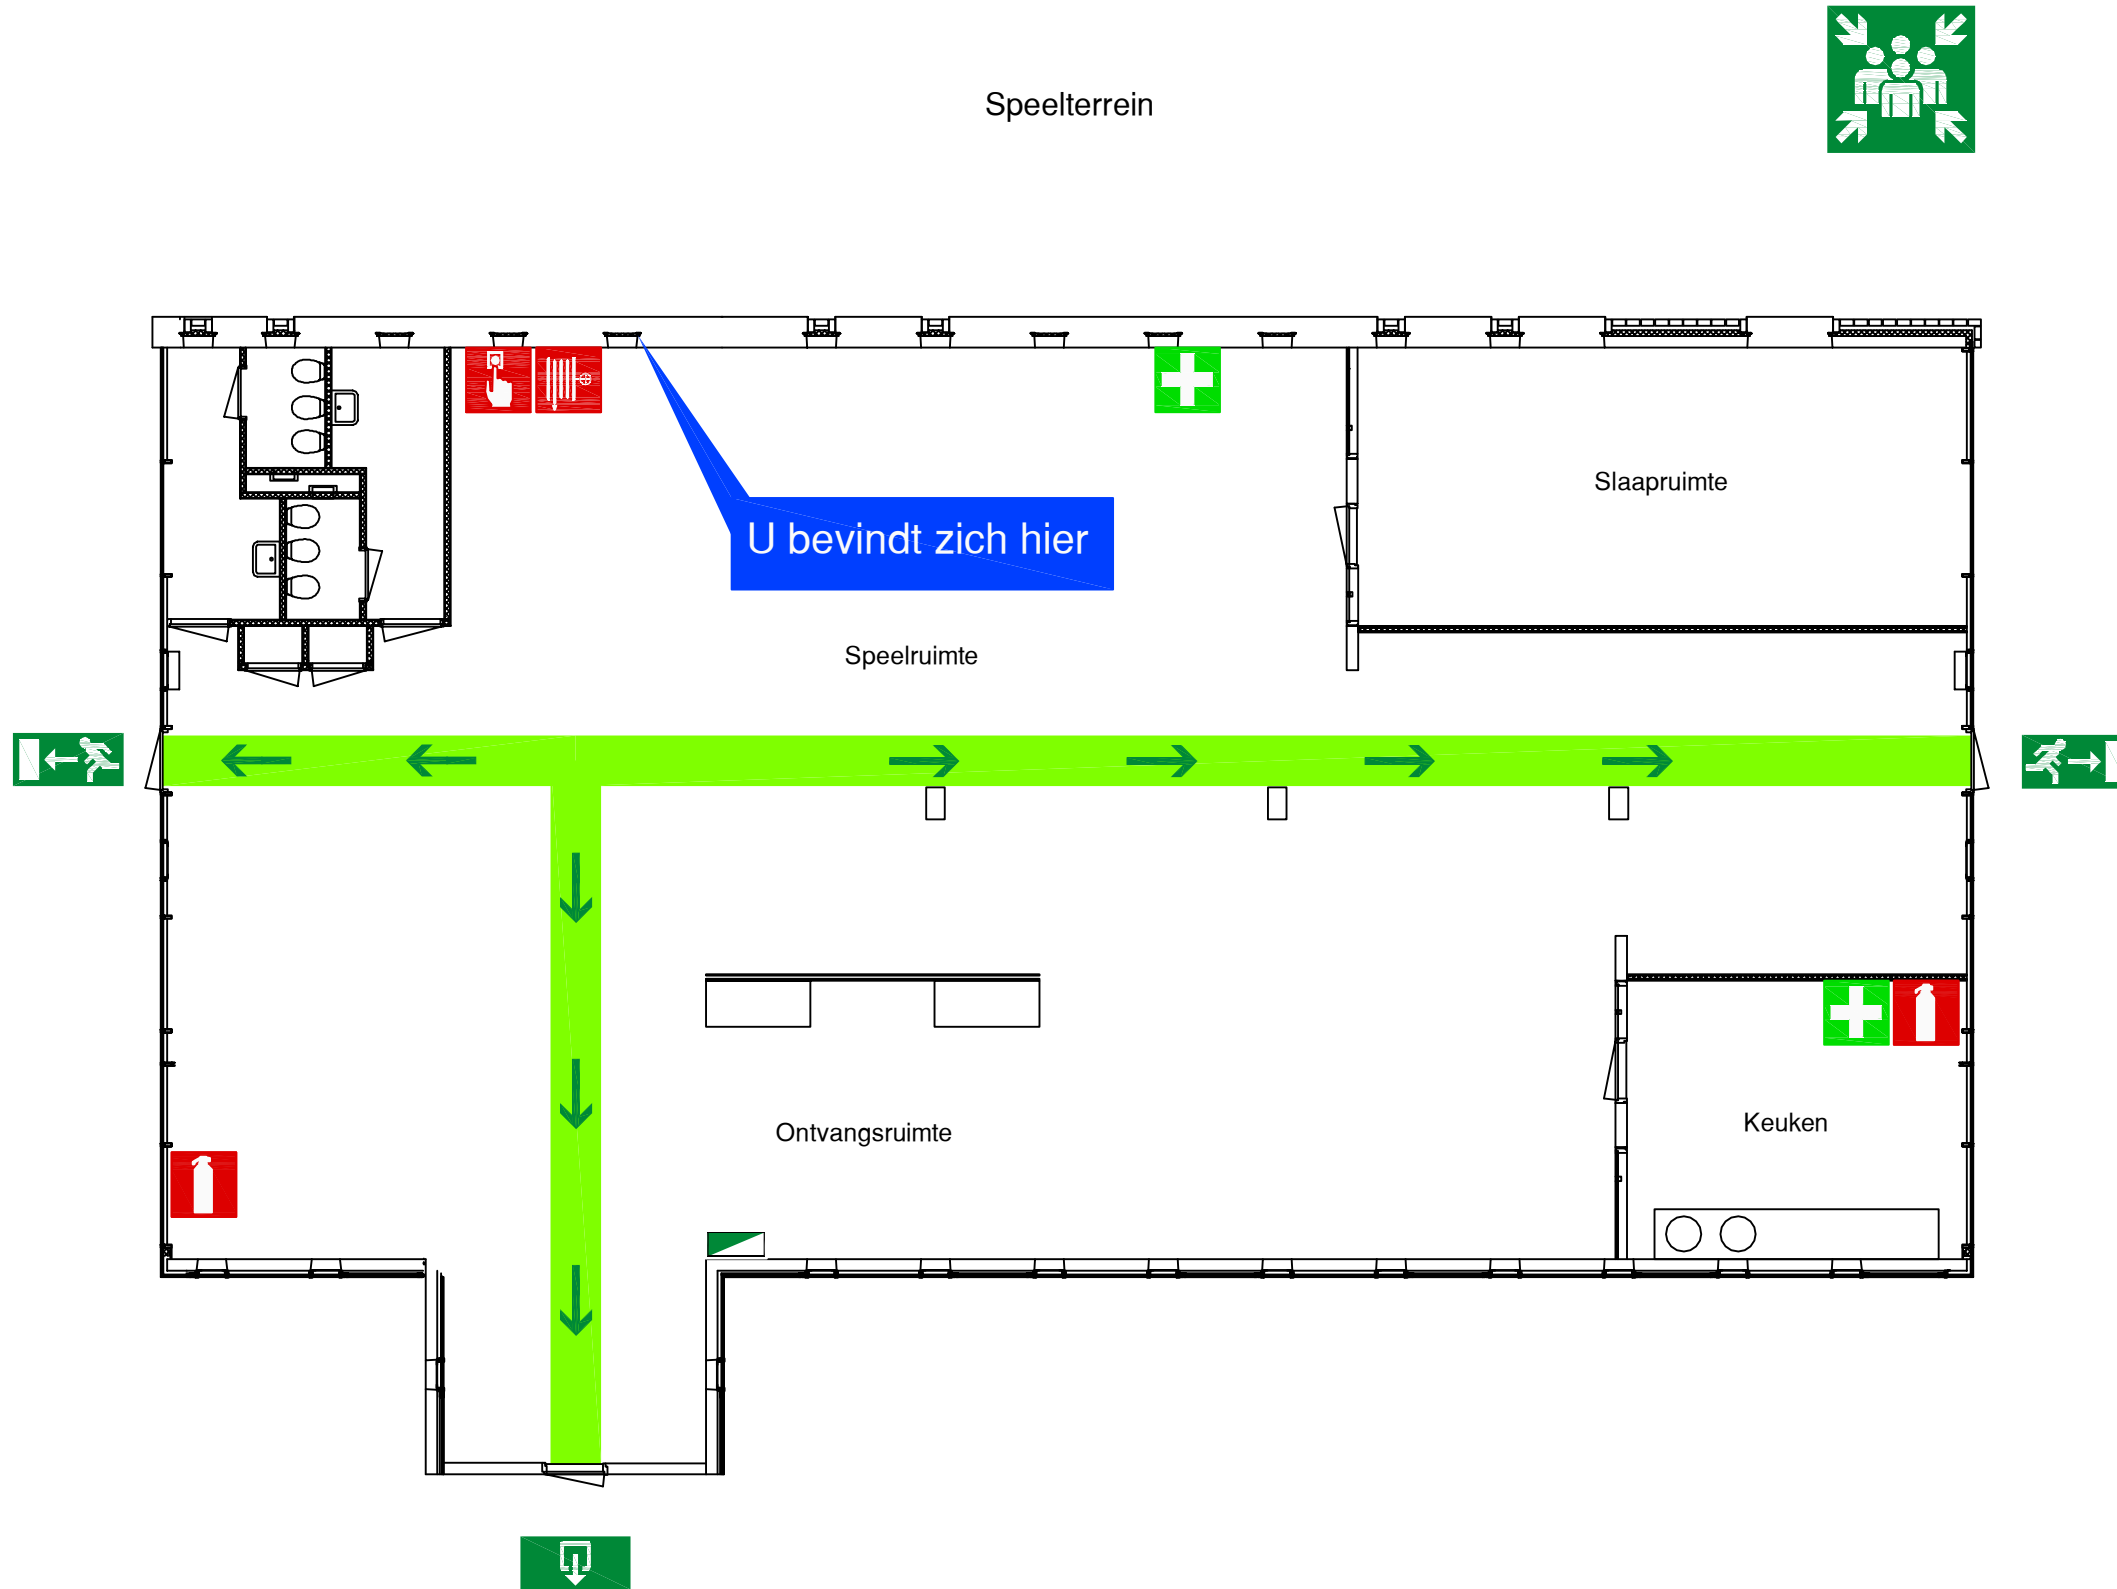 Speelterrein
Slaapruimte
U bevindt zich hier
Speelruimte
Keuken
Ontvangsruimte